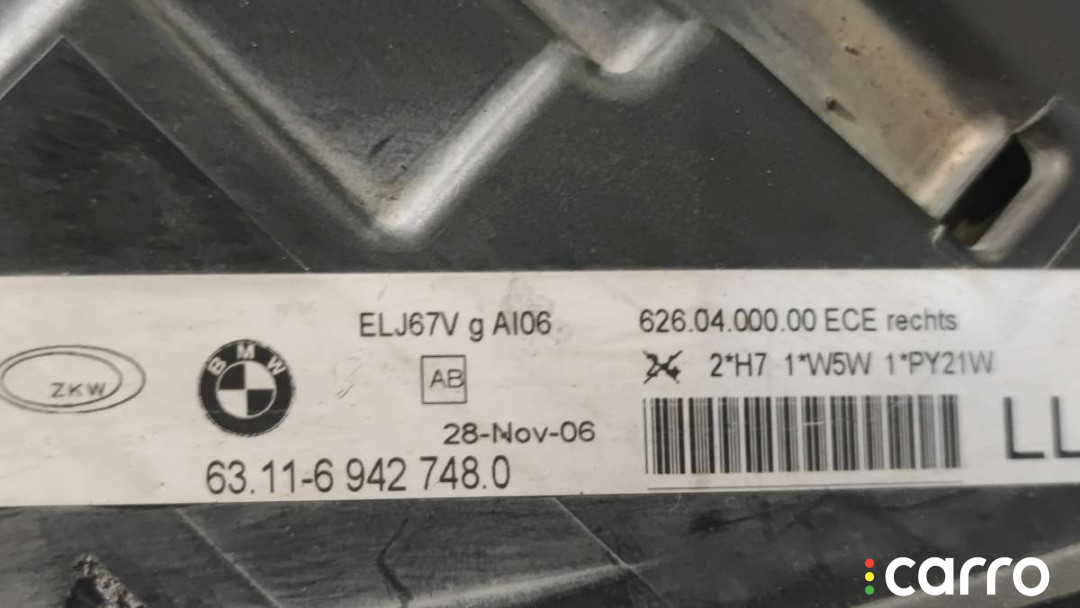 ELJ67V g AI06
626.04.000.00 ECE rechts
ZKW
BMW
AB
2*H7 1*W5W 1*PY21W
28-Nov-06
63.11-6 942 748.0
LL
carro